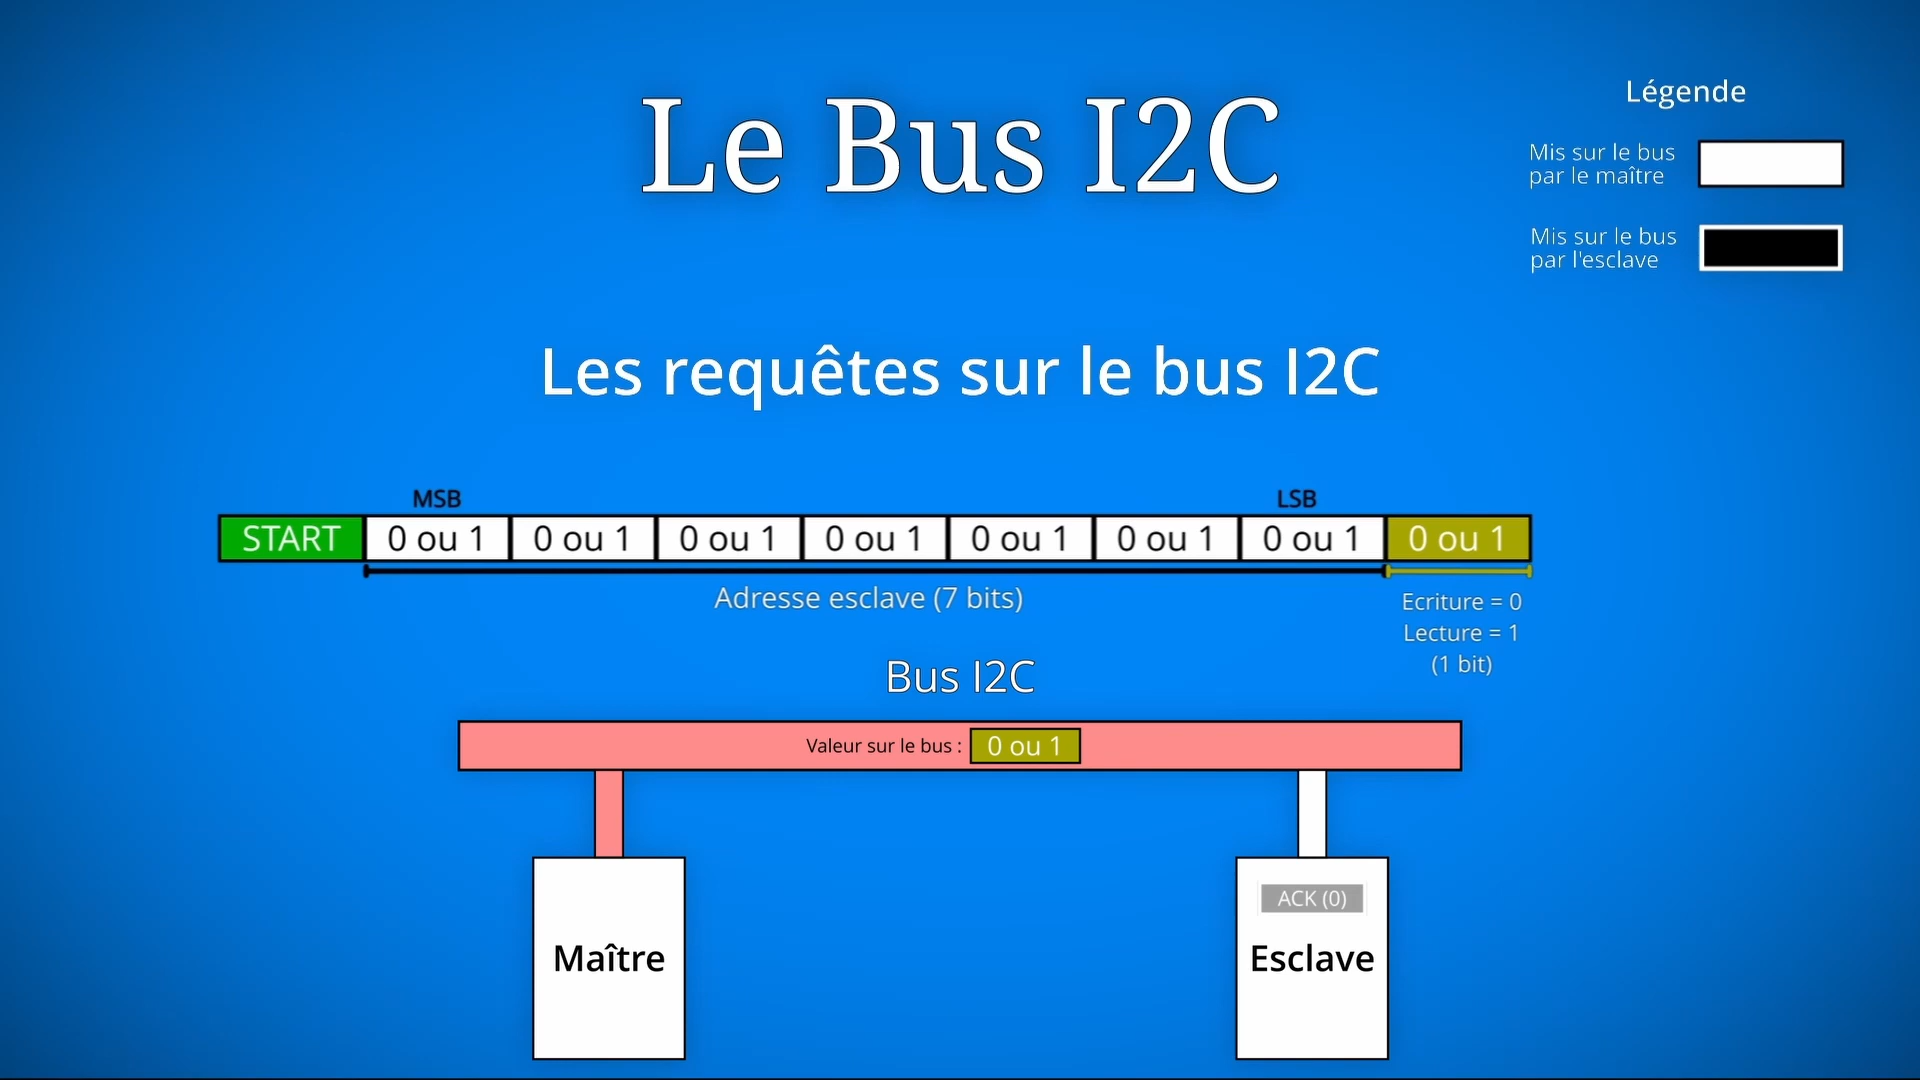 Le Bus I2C
Légende
Mis sur le bus
par le maître
Mis sur le bus
par l'esclave
Les requêtes sur le bus I2C
MSB
LSB
START
0 ou 1
0 ou 1
0 ou 1
0 ou 1
0 ou 1
0 ou 1
0 ou 1
0 ou 1
Adresse esclave (7 bits)
Ecriture = 0
Lecture = 1
(1 bit)
Bus I2C
Valeur sur le bus :
0 ou 1
Maître
ACK (0)
Esclave